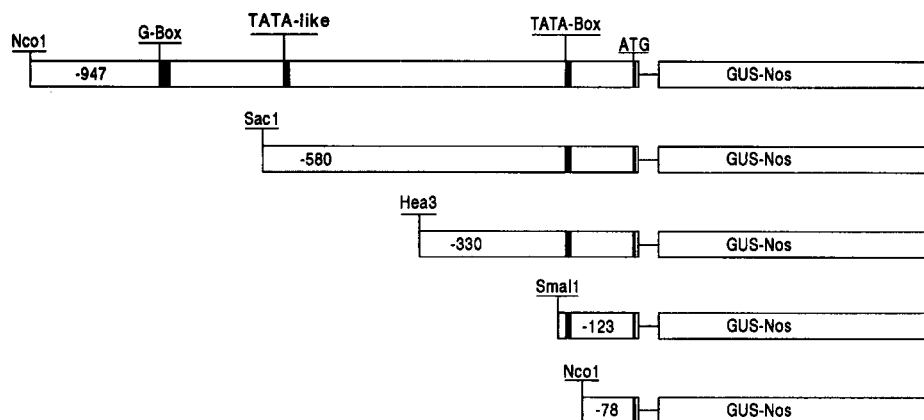 TATA-like
G-Box TATA-Box
Nco1 ATG
-947 GUS-Nos
Sac1
-580 GUS-Nos
Hea3
-330 GUS-Nos
Smal1
-123 GUS-Nos
Nco1
-78 GUS-Nos